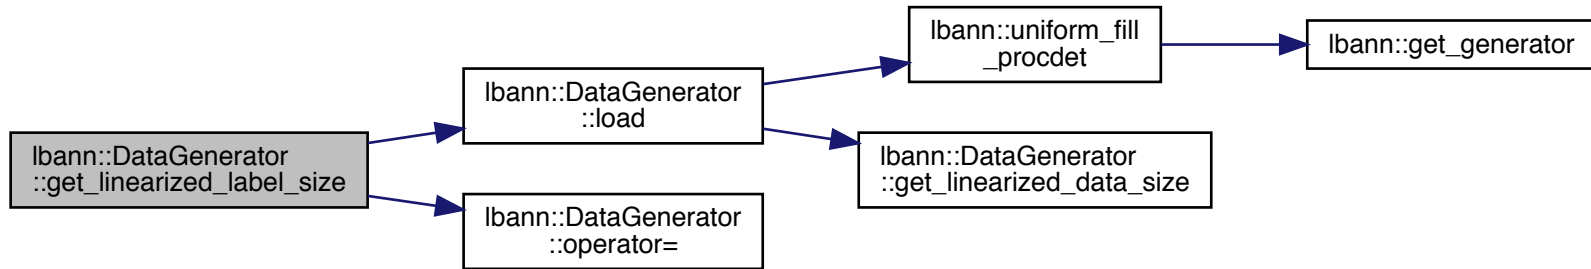 lbann::DataGenerator
::get_linearized_label_size
lbann::DataGenerator
::load
lbann::DataGenerator
::operator=
lbann::uniform_fill
_procdet
lbann::DataGenerator
::get_linearized_data_size
lbann::get_generator